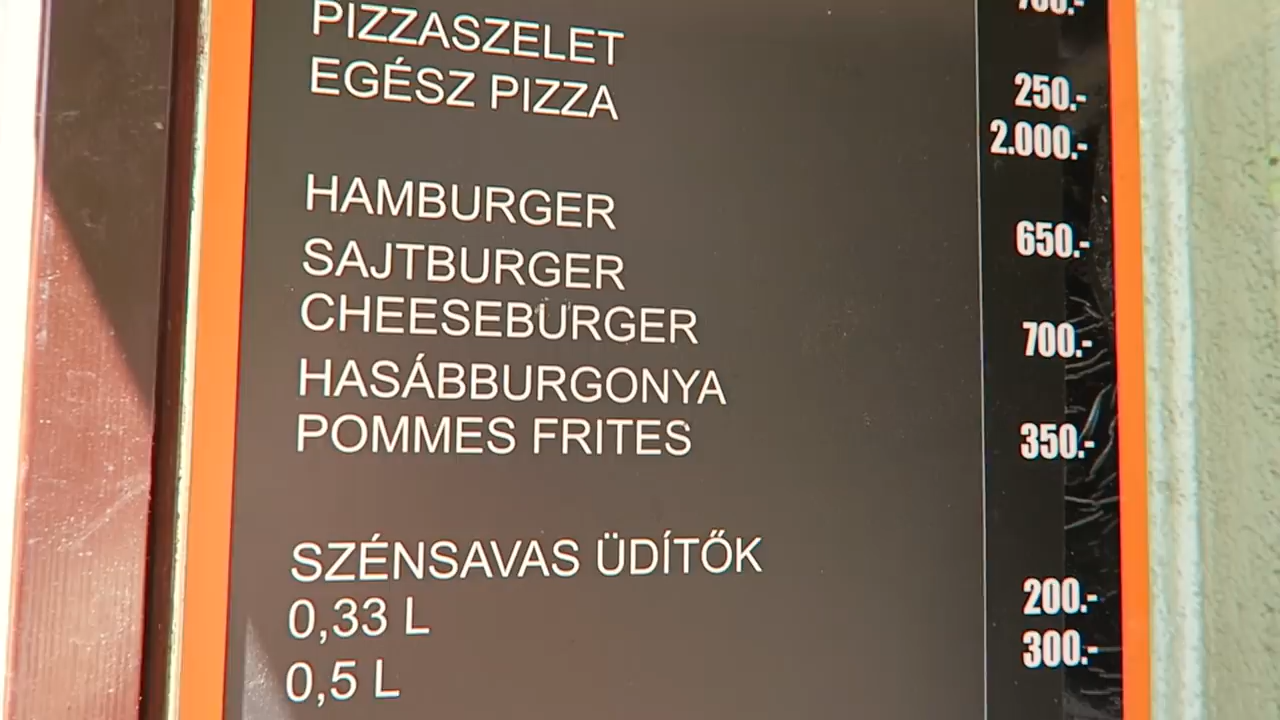 700.-
PIZZASZELET 250.-
EGÉSZ PIZZA 2.000.-
HAMBURGER 650.-
SAJTBURGER
CHEESEBURGER 700.-
HASÁBBURGONYA
POMMES FRITES 350.-
SZÉNSAVAS ÜDÍTŐK
0,33 L 200.-
0,5 L 300.-